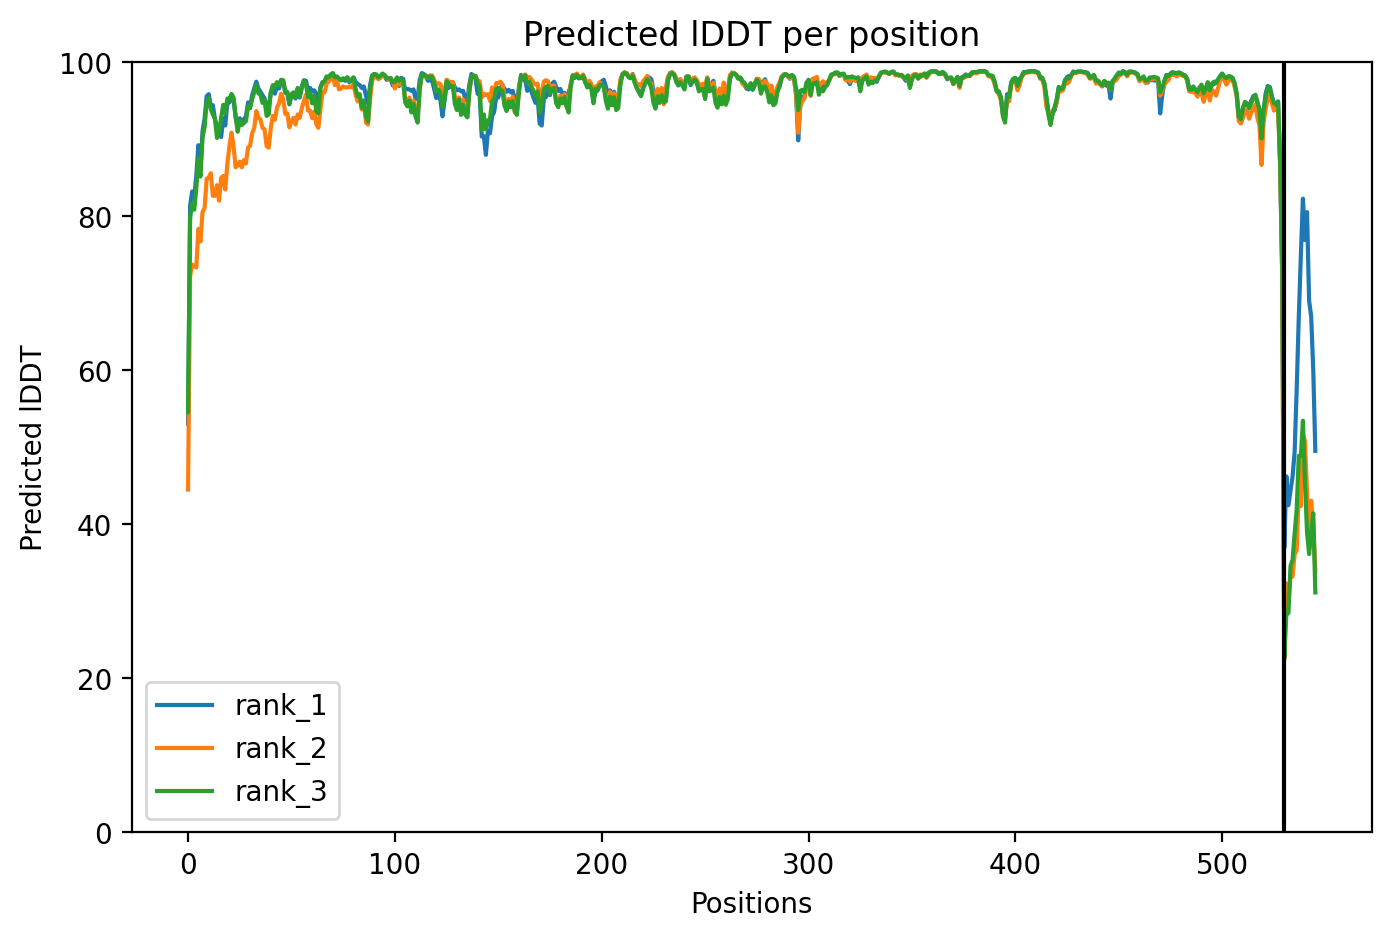 Predicted lDDT per position
100
80
60
40
20
0
Predicted lDDT
rank_1
rank_2
rank_3
0 100 200 300 400 500
Positions